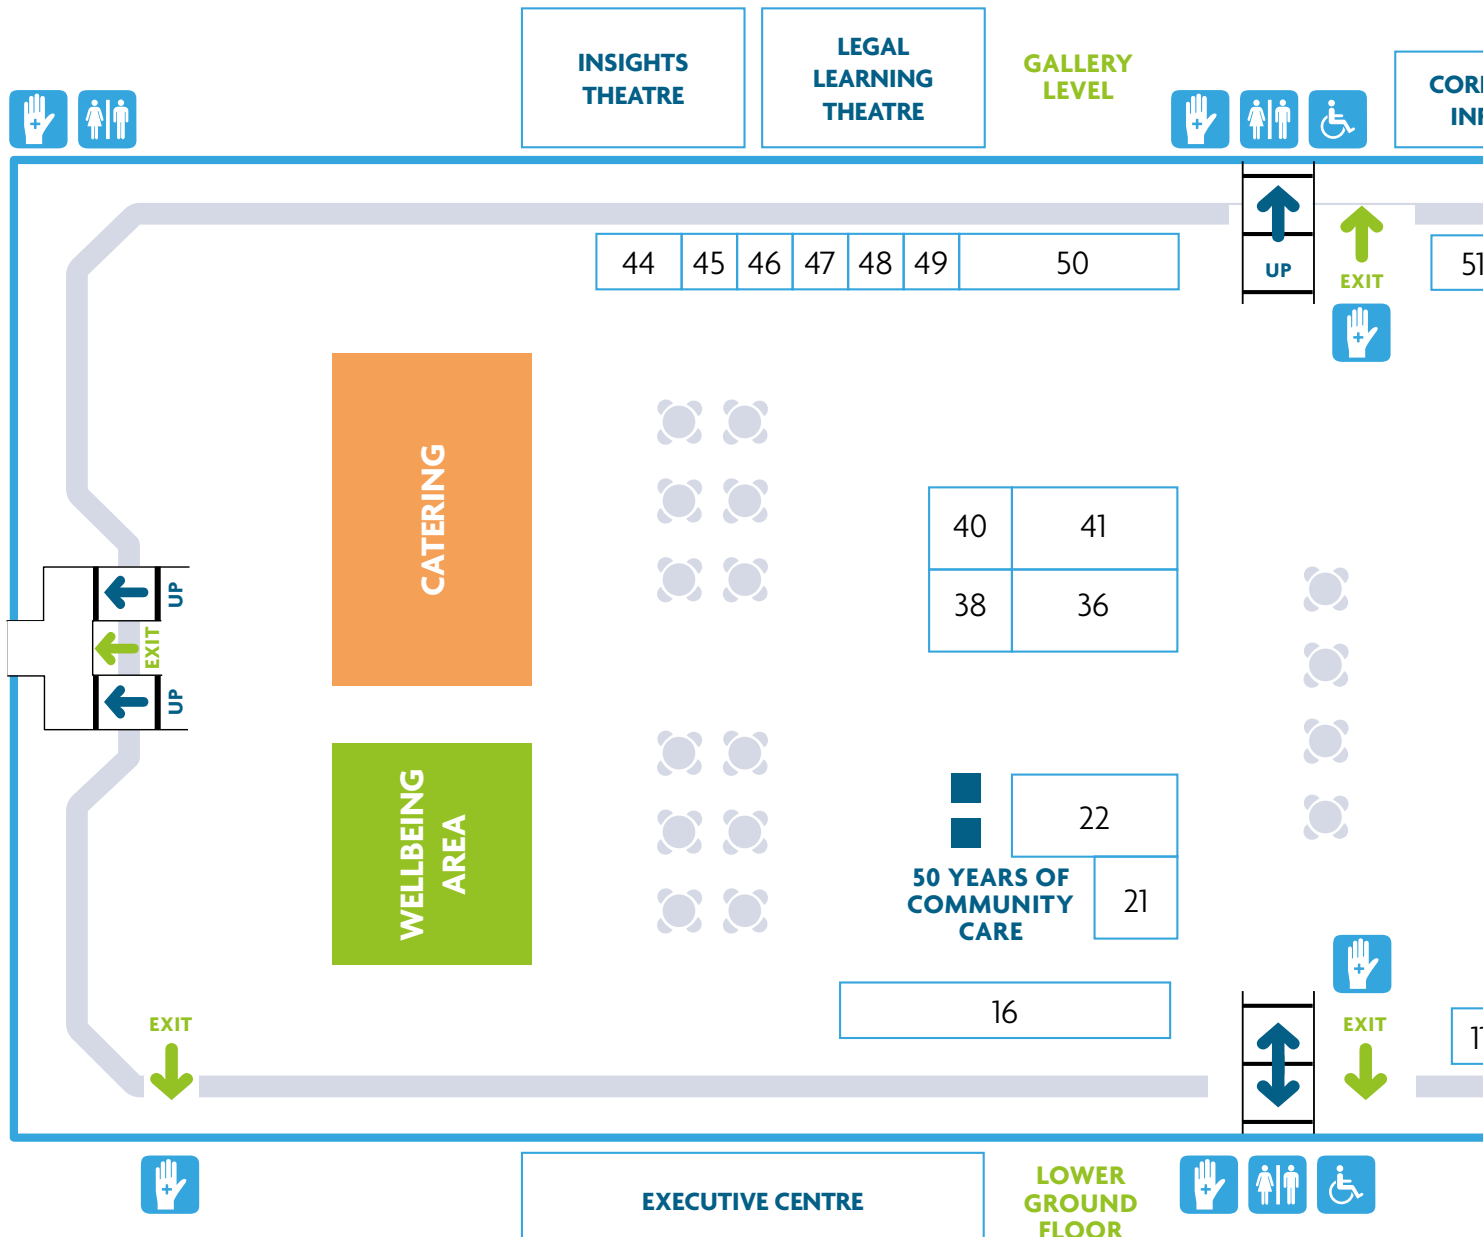 INSIGHTS
THEATRE
LEGAL
LEARNING
THEATRE
GALLERY
LEVEL
44 45 46 47 48 49 50
UP
EXIT
51
CATERING
40 41
38 36
UP
EXIT
UP
WELLBEING
AREA
22
50 YEARS OF
COMMUNITY
CARE
21
16
EXIT
EXIT
EXECUTIVE CENTRE
LOWER
GROUND
FLOOR